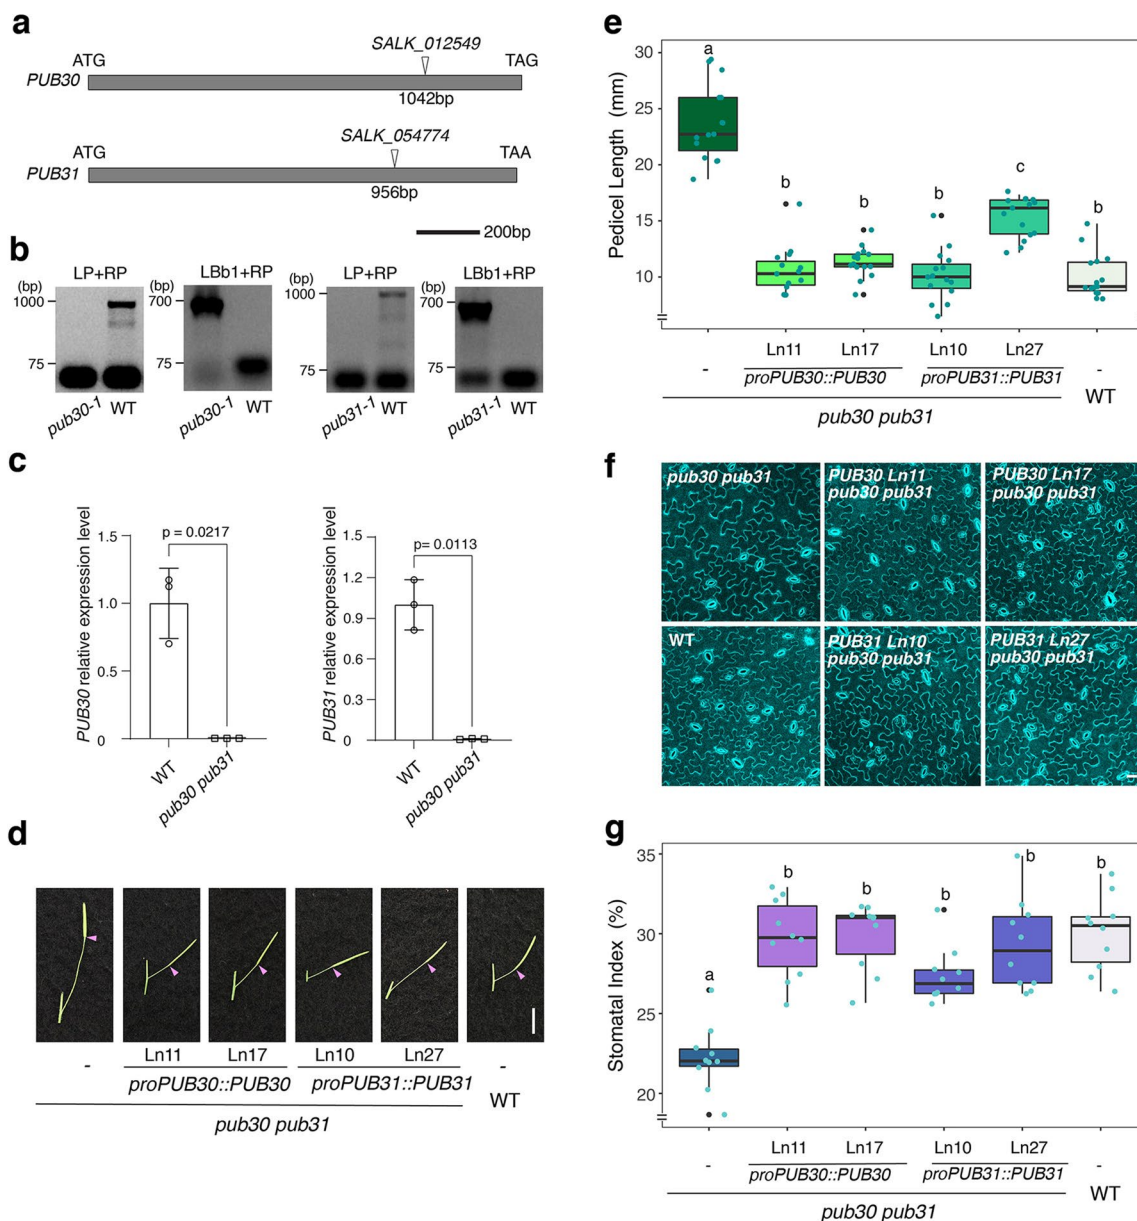 a
SALK_012549
ATG
TAG
PUB30
1042bp
SALK_054774
ATG
TAA
PUB31
956bp
200bp
b
LP+RP
LBb1+RP
LP+RP
LBb1+RP
(bp)
(bp)
(bp)
(bp)
1000
700
1000
700
75
75
75
75
pub30-1
WT
pub30-1
WT
pub31-1
WT
pub31-1
WT
c
PUB30 relative expression level
1.5
1.0
1.5
0
p = 0.0217
WT
pub30 pub31
PUB31 relative expression level
1.5
1.2
0.9
0.6
0.3
0
p= 0.0113
WT
pub30 pub31
d
-
Ln11
Ln17
Ln10
Ln27
-
proPUB30::PUB30
proPUB31::PUB31
WT
pub30 pub31
e
Pedicel Length (mm)
30
25
20
15
10
a
b
b
b
c
b
-
Ln11
Ln17
Ln10
Ln27
-
proPUB30::PUB30
proPUB31::PUB31
WT
pub30 pub31
f
pub30 pub31
PUB30 Ln11
pub30 pub31
PUB30 Ln17
pub30 pub31
WT
PUB31 Ln10
pub30 pub31
PUB31 Ln27
pub30 pub31
g
Stomatal Index (%)
35
30
25
20
a
b
b
b
b
b
-
Ln11
Ln17
Ln10
Ln27
-
proPUB30::PUB30
proPUB31::PUB31
WT
pub30 pub31